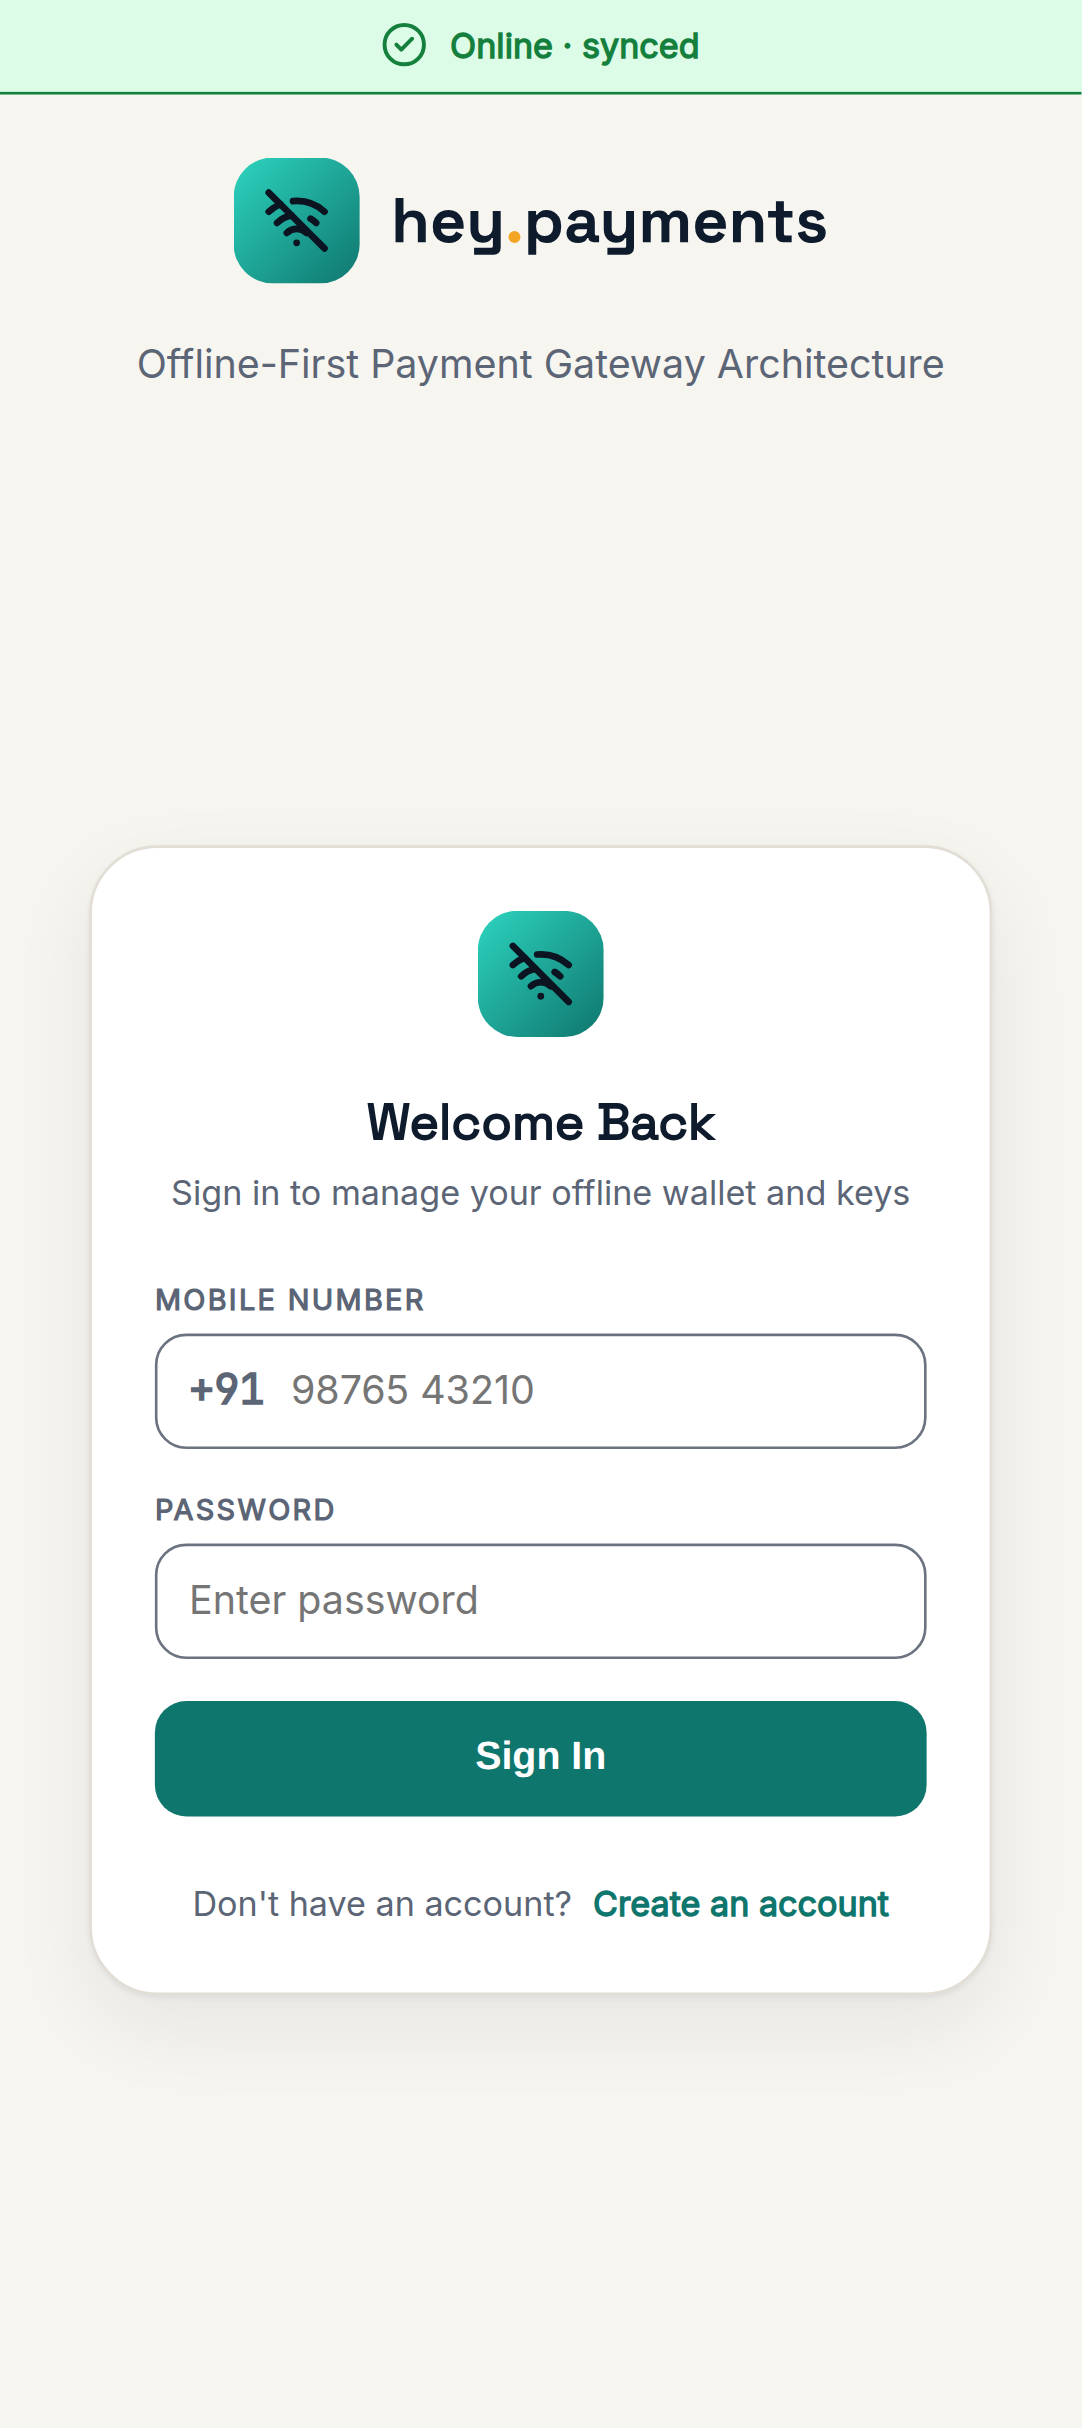 Online · synced
hey.payments
Offline-First Payment Gateway Architecture
Welcome Back
Sign in to manage your offline wallet and keys
MOBILE NUMBER
+91 98765 43210
PASSWORD
Enter password
Sign In
Don't have an account? Create an account